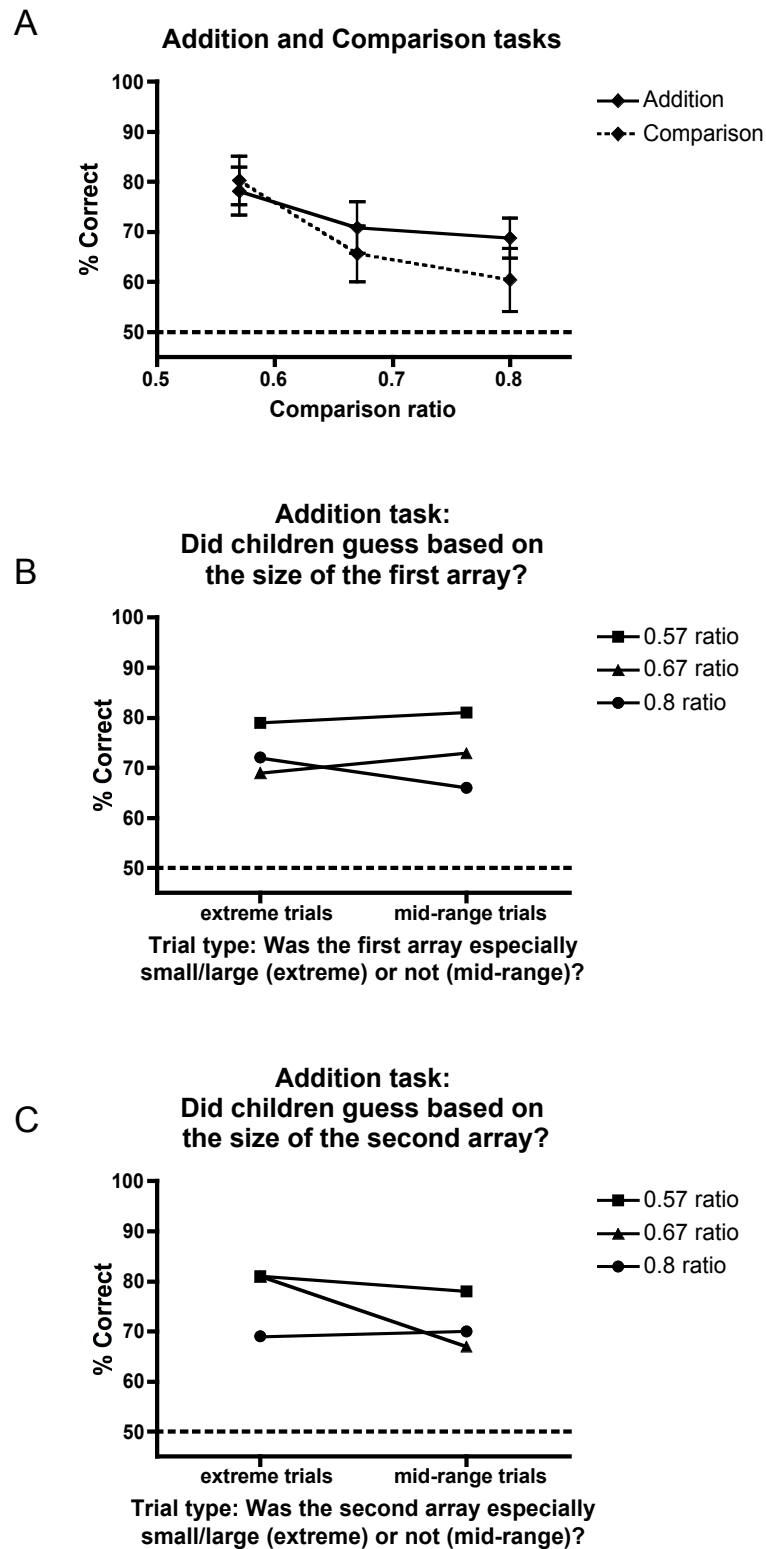 A
Addition and Comparison tasks
100
90
80
70
60
50
% Correct
0.5
0.6
0.7
0.8
Comparison ratio
Addition
Comparison
B
Addition task:
Did children guess based on
the size of the first array?
100
90
80
70
60
50
% Correct
extreme trials
mid-range trials
Trial type: Was the first array especially
small/large (extreme) or not (mid-range)?
0.57 ratio
0.67 ratio
0.8 ratio
C
Addition task:
Did children guess based on
the size of the second array?
100
90
80
70
60
50
% Correct
extreme trials
mid-range trials
Trial type: Was the second array especially
small/large (extreme) or not (mid-range)?
0.57 ratio
0.67 ratio
0.8 ratio